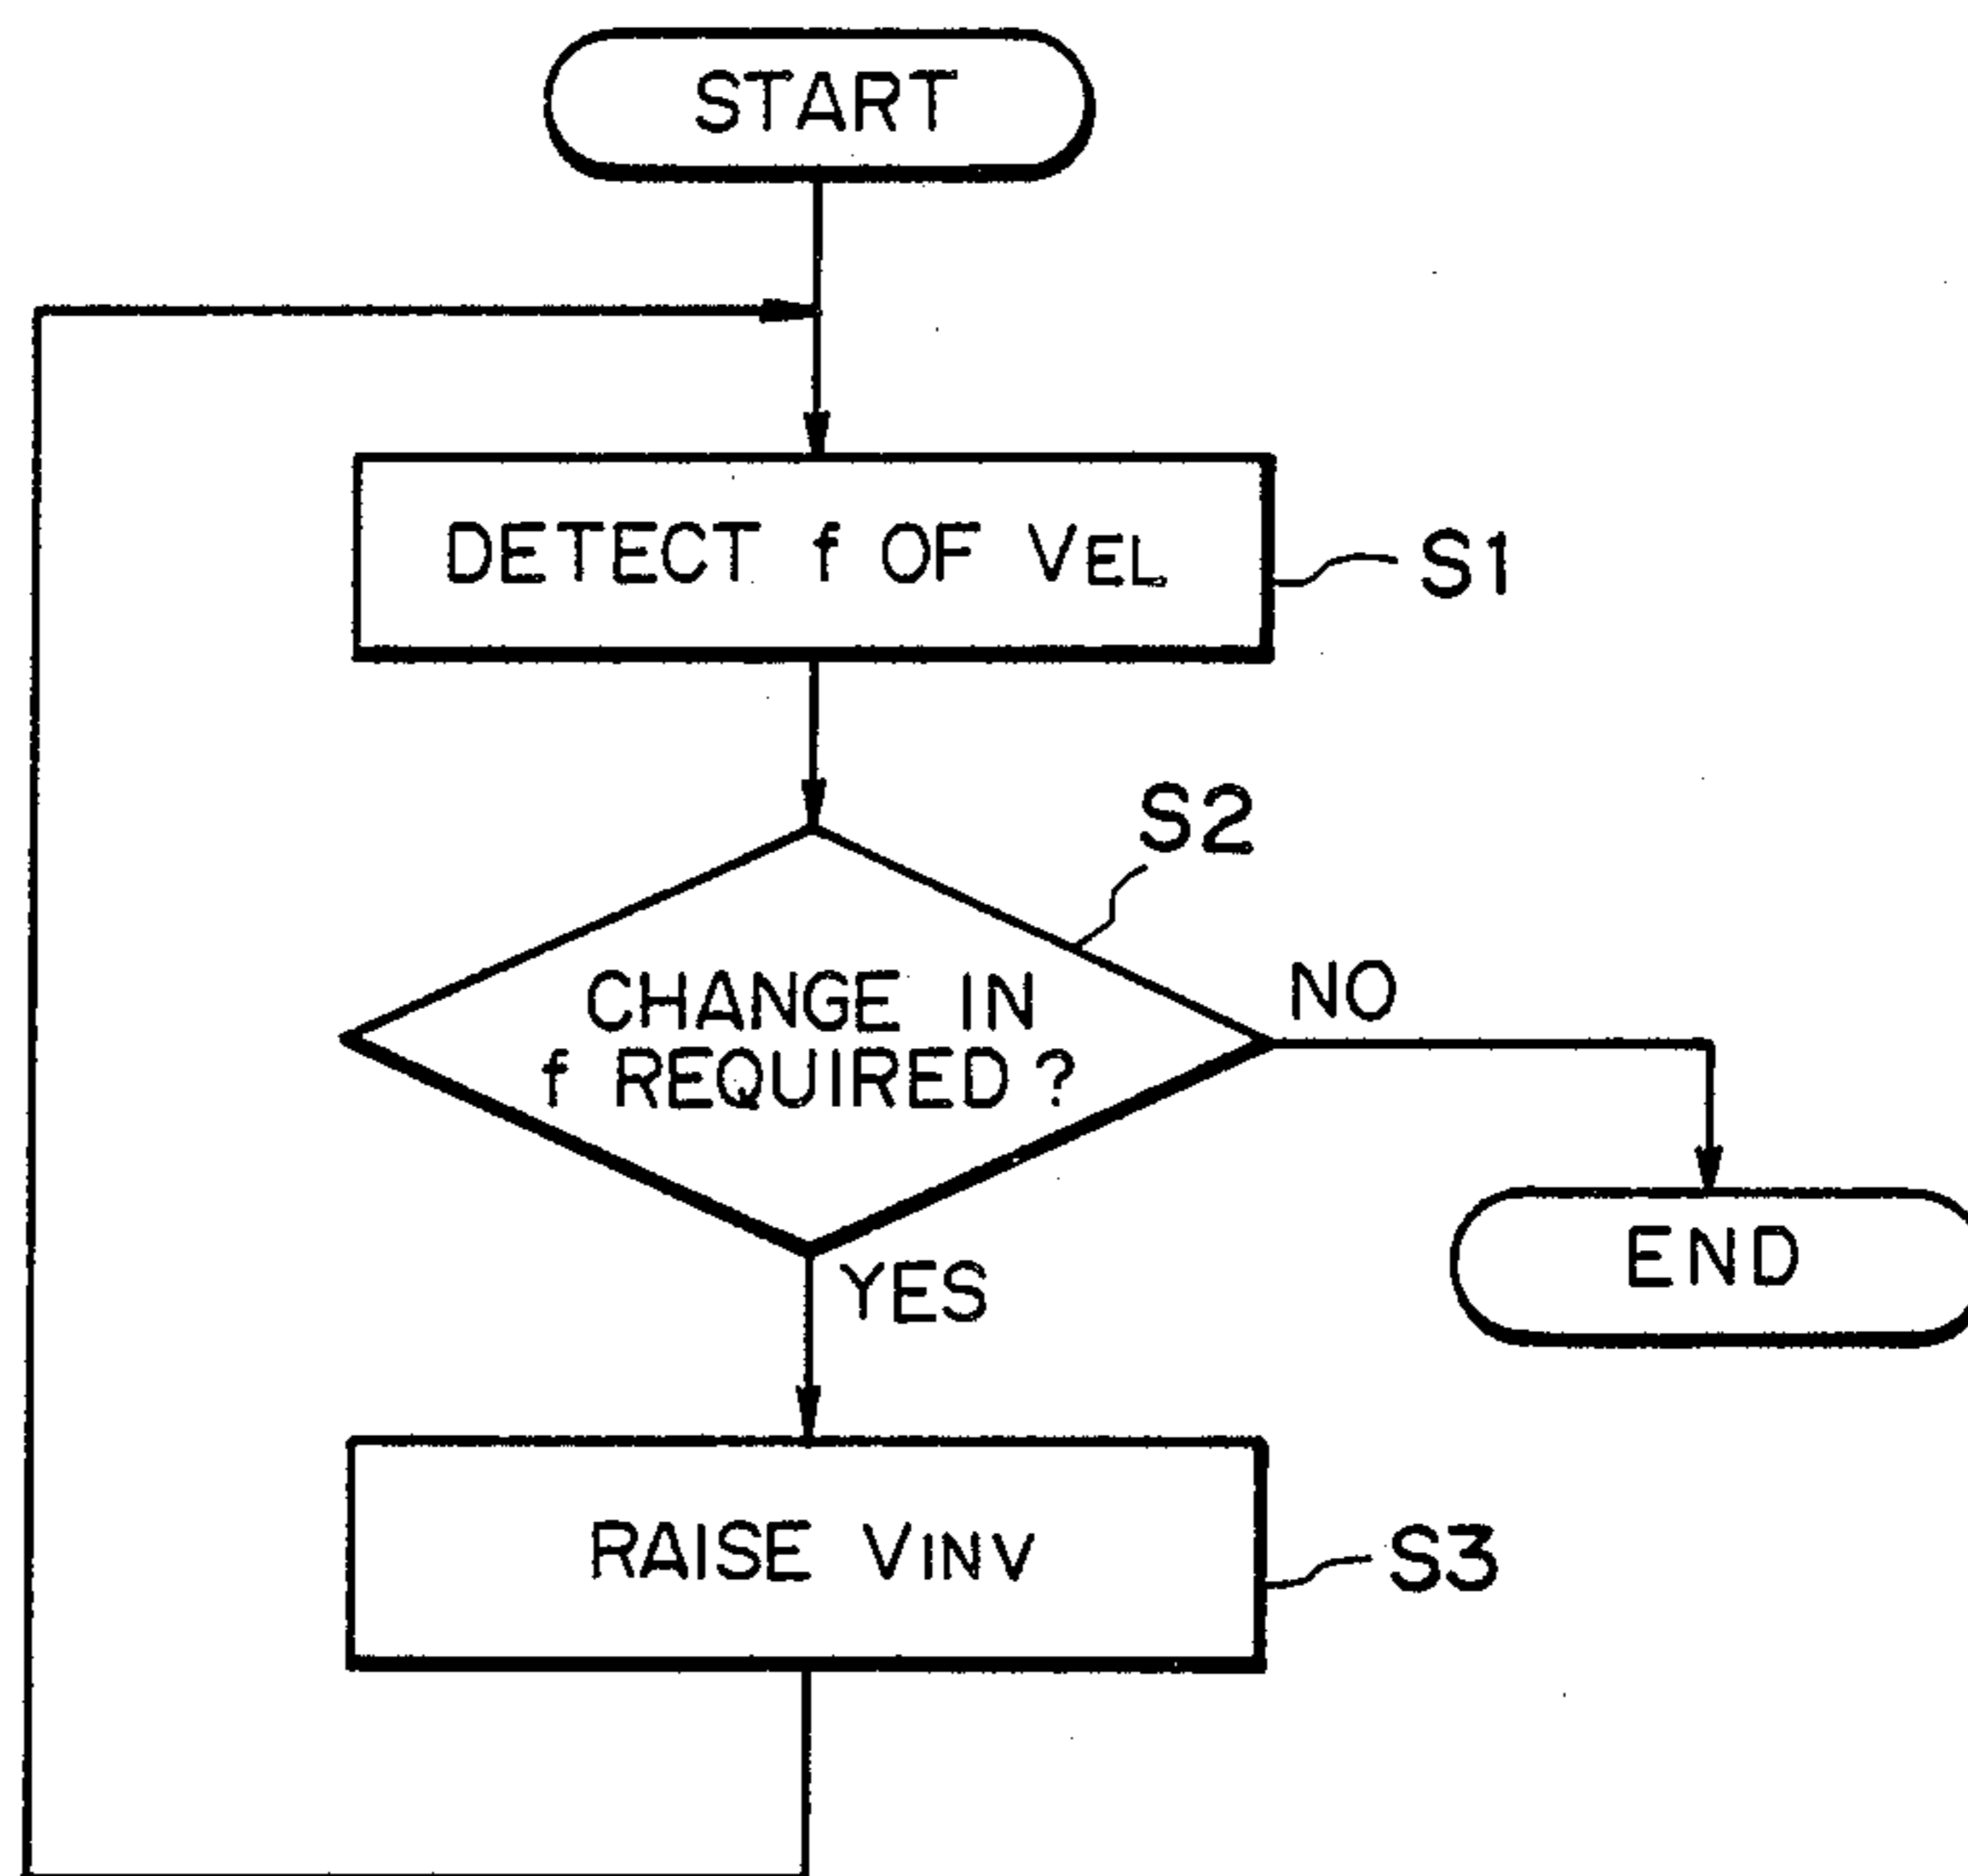 START
DETECT f OF VEL
S1
S2
CHANGE IN
f REQUIRED ?
NO
END
YES
RAISE VINV
S3